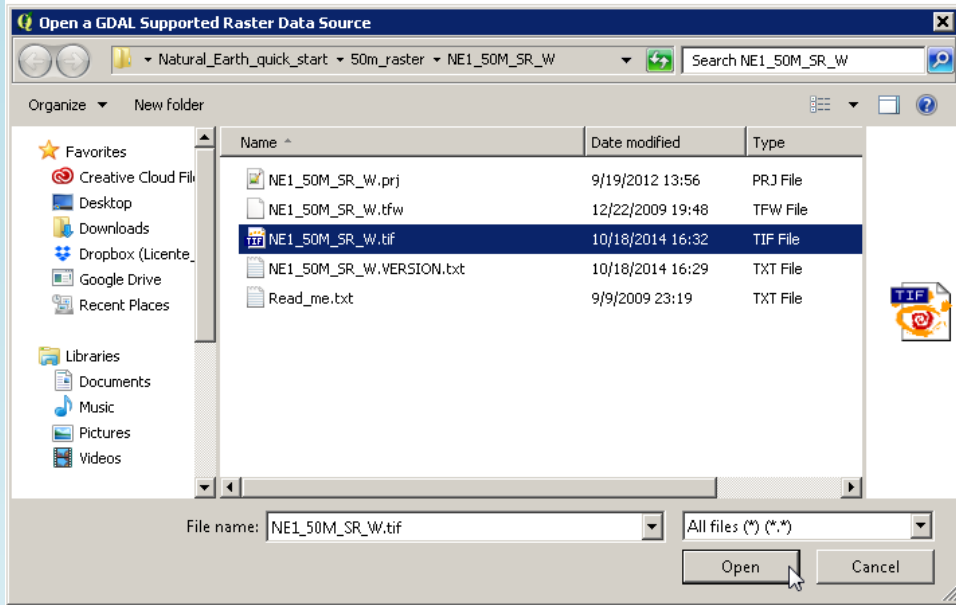 Open a GDAL Supported Raster Data Source
Natural_Earth_quick_start 50m_raster NE1_50M_SR_W Search NE1_50M_SR_W
Organize New folder
Favorites
Creative Cloud File
Desktop
Downloads
Dropbox (Licente_
Google Drive
Recent Places
Libraries
Documents
Music
Pictures
Videos
Name Date modified Type
NE1_50M_SR_W.prj 9/19/2012 13:56 PRJ File
NE1_50M_SR_W.tfw 12/22/2009 19:48 TFW File
TIF NE1_50M_SR_W.tif 10/18/2014 16:32 TIF File
NE1_50M_SR_W.VERSION.txt 10/18/2014 16:29 TXT File
Read_me.txt 9/9/2009 23:19 TXT File
TIF
File name: NE1_50M_SR_W.tif All files (*) (*.*)
Open Cancel